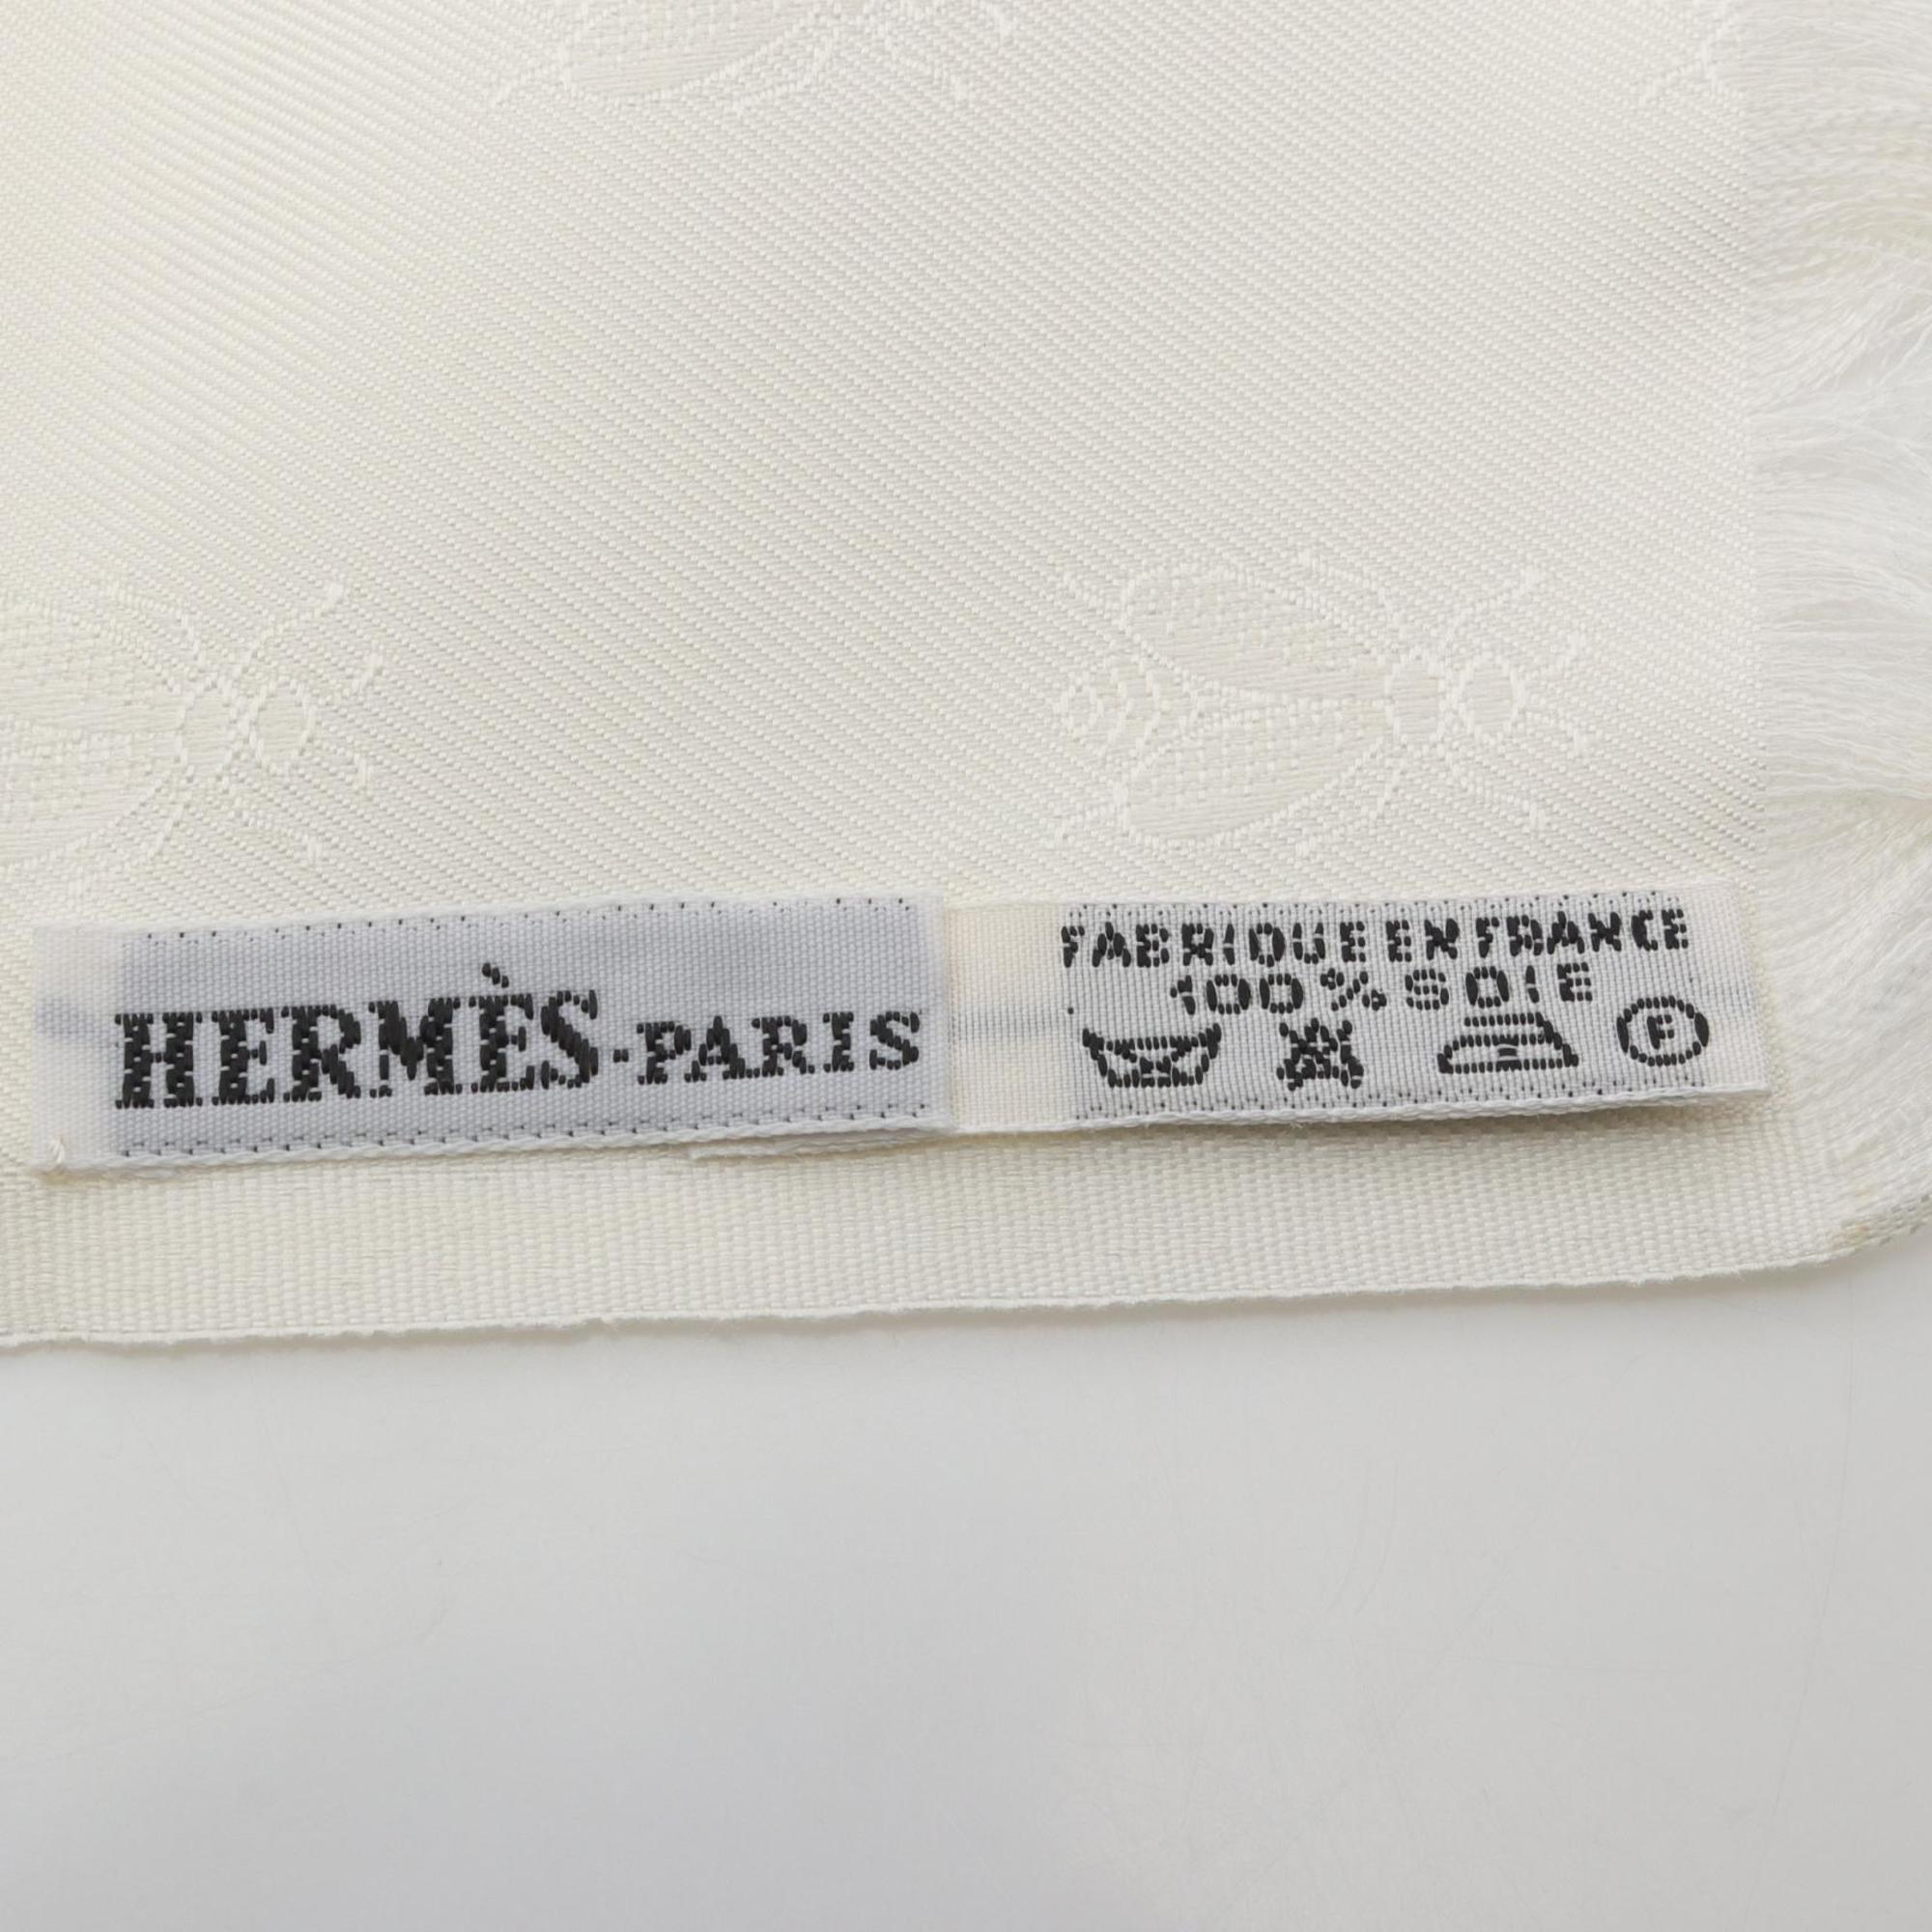 HERMÈS-PARIS
FABRIQUE EN FRANCE
100% SOIE
F